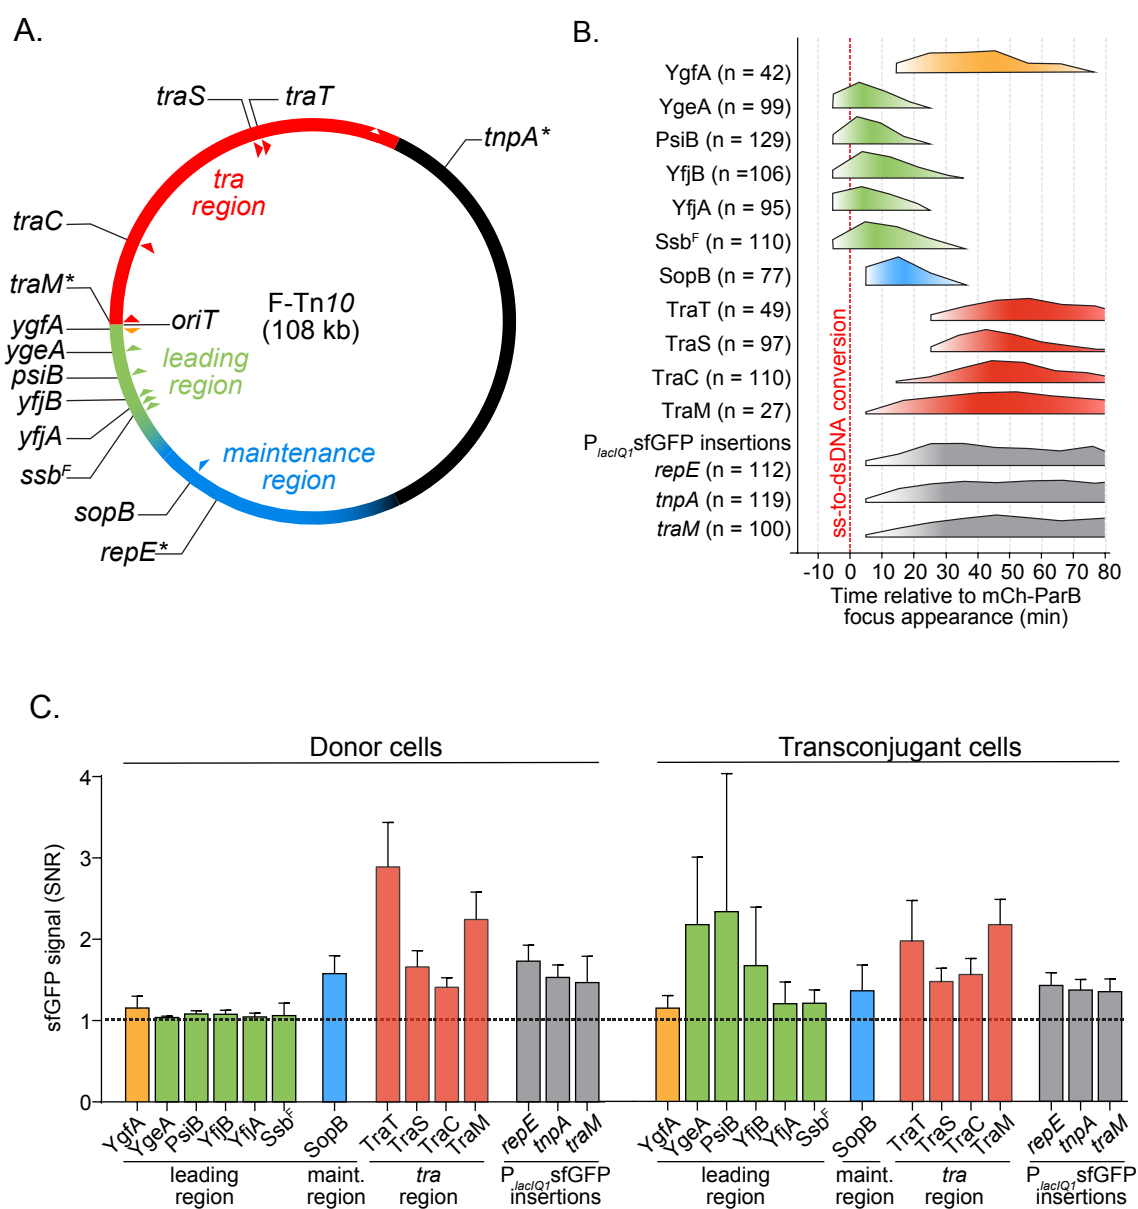 A.
traS
traT
tnpA*
tra
region
traC
traM*
ygfA
oriT
ygeA
psiB
yfjB
yfjA
ssbF
leading
region
F-Tn10
(108 kb)
maintenance
region
sopB
repE*
B.
YgfA (n = 42)
YgeA (n = 99)
PsiB (n = 129)
YfjB (n =106)
YfjA (n = 95)
SsbF (n = 110)
SopB (n = 77)
TraT (n = 49)
TraS (n = 97)
TraC (n = 110)
TraM (n = 27)
PlacIQ1sfGFP insertions
repE (n = 112)
tnpA (n = 119)
traM (n = 100)
ss-to-dsDNA conversion
-10 0 10 20 30 40 50 60 70 80
Time relative to mCh-ParB
focus appearance (min)
C.
Donor cells
Transconjugant cells
sfGFP signal (SNR)
4
3
2
1
0
YgfA YgeA PsiB YfjB YfjA SsbF SopB TraT TraS TraC TraM repE tnpA traM
leading
region
maint.
region
tra
region
PlacIQ1sfGFP
insertions
YgfA YgeA PsiB YfjB YfjA SsbF SopB TraT TraS TraC TraM repE tnpA traM
leading
region
maint.
region
tra
region
PlacIQ1sfGFP
insertions